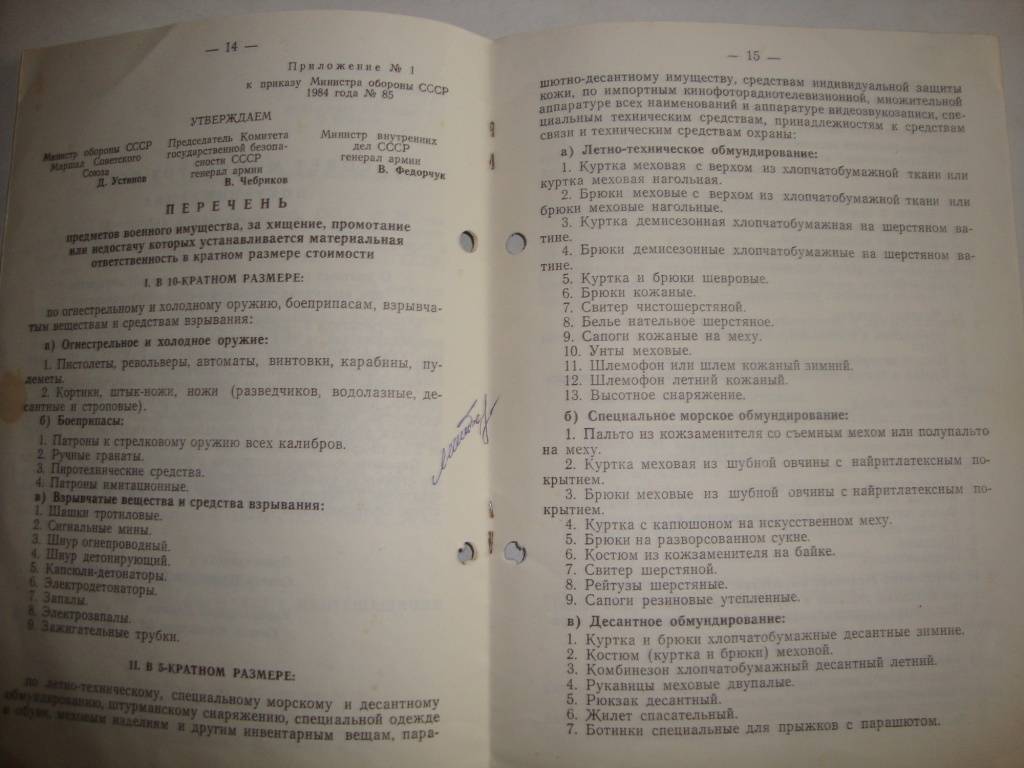 — 14 —
Приложение № 1
к приказу Министра обороны СССР
1984 года № 85
УТВЕРЖДАЕМ
Министр обороны СССР
Маршал Советского
Союза
Д. Устинов
Председатель Комитета
государственной безопа-
сности СССР
генерал армии
В. Чебриков
Министр внутренних
дел СССР
генерал армии
В. Федорчук
ПЕРЕЧЕНЬ
предметов военного имущества, за хищение, промотание
или недостачу которых устанавливается материальная
ответственность в кратном размере стоимости
I. В 10-КРАТНОМ РАЗМЕРЕ:
по огнестрельному и холодному оружию, боеприпасам, взрывча-
тым веществам и средствам взрывания:
а) Огнестрельное и холодное оружие:
1. Пистолеты, револьверы, автоматы, винтовки, карабины, пу-
леметы.
2. Кортики, штык-ножи, ножи (разведчиков, водолазные, де-
сантные и строповые).
б) Боеприпасы:
1. Патроны к стрелковому оружию всех калибров.
2. Ручные гранаты.
3. Пиротехнические средства.
4. Патроны имитационные.
в) Взрывчатые вещества и средства взрывания:
1. Шашки тротиловые.
2. Сигнальные мины.
3. Шнур огнепроводный.
4. Шнур детонирующий.
5. Капсюли-детонаторы.
6. Электродетонаторы.
7. Запалы.
8. Электрозапалы.
9. Зажигательные трубки.
II. В 5-КРАТНОМ РАЗМЕРЕ:
по летно-техническому, специальному морскому и десантному
обмундированию, штурманскому снаряжению, специальной одежде
и обуви, меховым изделиям и другим инвентарным вещам, пара-
— 15 —
шютно-десантному имуществу, средствам индивидуальной защиты
кожи, по импортным кинофоторадиотелевизионной, множительной
аппаратуре всех наименований и аппаратуре видеозвукозаписи, спе-
циальным техническим средствам, принадлежностям к средствам
связи и техническим средствам охраны:
а) Летно-техническое обмундирование:
1. Куртка меховая с верхом из хлопчатобумажной ткани или
куртка меховая нагольная.
2. Брюки меховые с верхом из хлопчатобумажной ткани или
брюки меховые нагольные.
3. Куртка демисезонная хлопчатобумажная на шерстяном ва-
тине.
4. Брюки демисезонные хлопчатобумажные на шерстяном ва-
тине.
5. Куртка и брюки шевровые.
6. Брюки кожаные.
7. Свитер чистошерстяной.
8. Белье нательное шерстяное.
9. Сапоги кожаные на меху.
10. Унты меховые.
11. Шлемофон или шлем кожаный зимний.
12. Шлемофон летний кожаный.
13. Высотное снаряжение.
б) Специальное морское обмундирование:
1. Пальто из кожзаменителя со съемным мехом или полупальто
на меху.
2. Куртка меховая из шубной овчины с найритлатексным по-
крытием.
3. Брюки меховые из шубной овчины с найритлатексным по-
крытием.
4. Куртка с капюшоном на искусственном меху.
5. Брюки на разворсованном сукне.
6. Костюм из кожзаменителя на байке.
7. Свитер шерстяной.
8. Рейтузы шерстяные.
9. Сапоги резиновые утепленные.
в) Десантное обмундирование:
1. Куртка и брюки хлопчатобумажные десантные зимние.
2. Костюм (куртка и брюки) меховой.
3. Комбинезон хлопчатобумажный десантный летний.
4. Рукавицы меховые двупалые.
5. Рюкзак десантный.
6. Жилет спасательный.
7. Ботинки специальные для прыжков с парашютом.